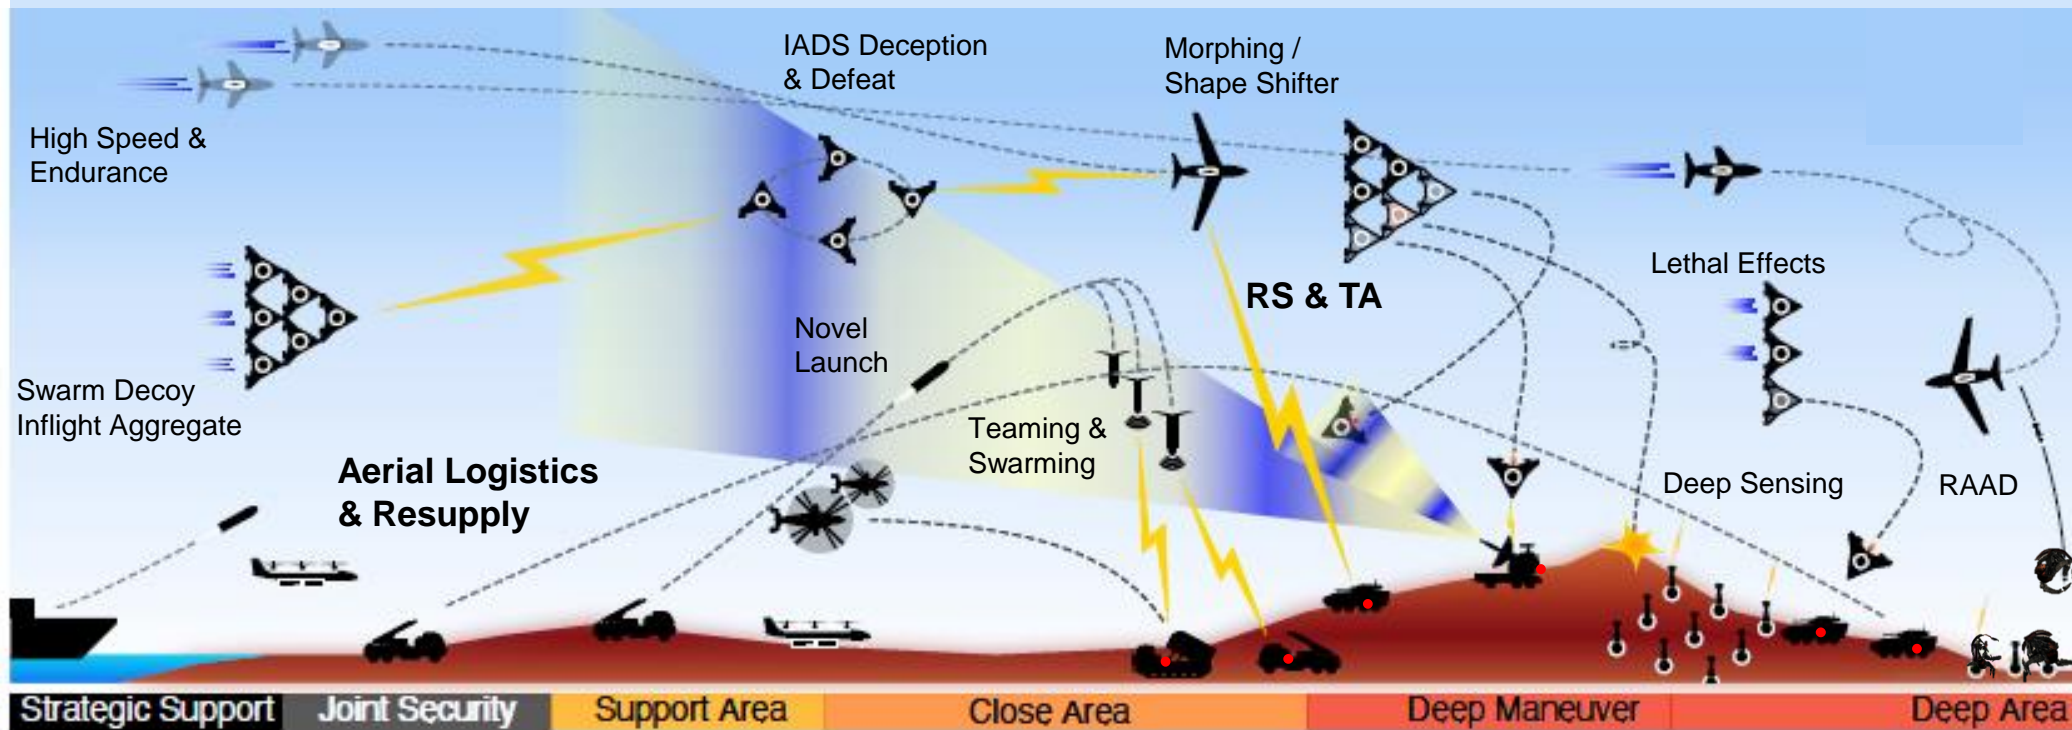 IADS Deception
& Defeat
Morphing /
Shape Shifter
High Speed &
Endurance
Lethal Effects
RS & TA
Novel
Launch
Swarm Decoy
Inflight Aggregate
Teaming &
Swarming
Aerial Logistics
& Resupply
Deep Sensing
RAAD
Strategic Support
Joint Security
Support Area
Close Area
Deep Maneuver
Deep Area